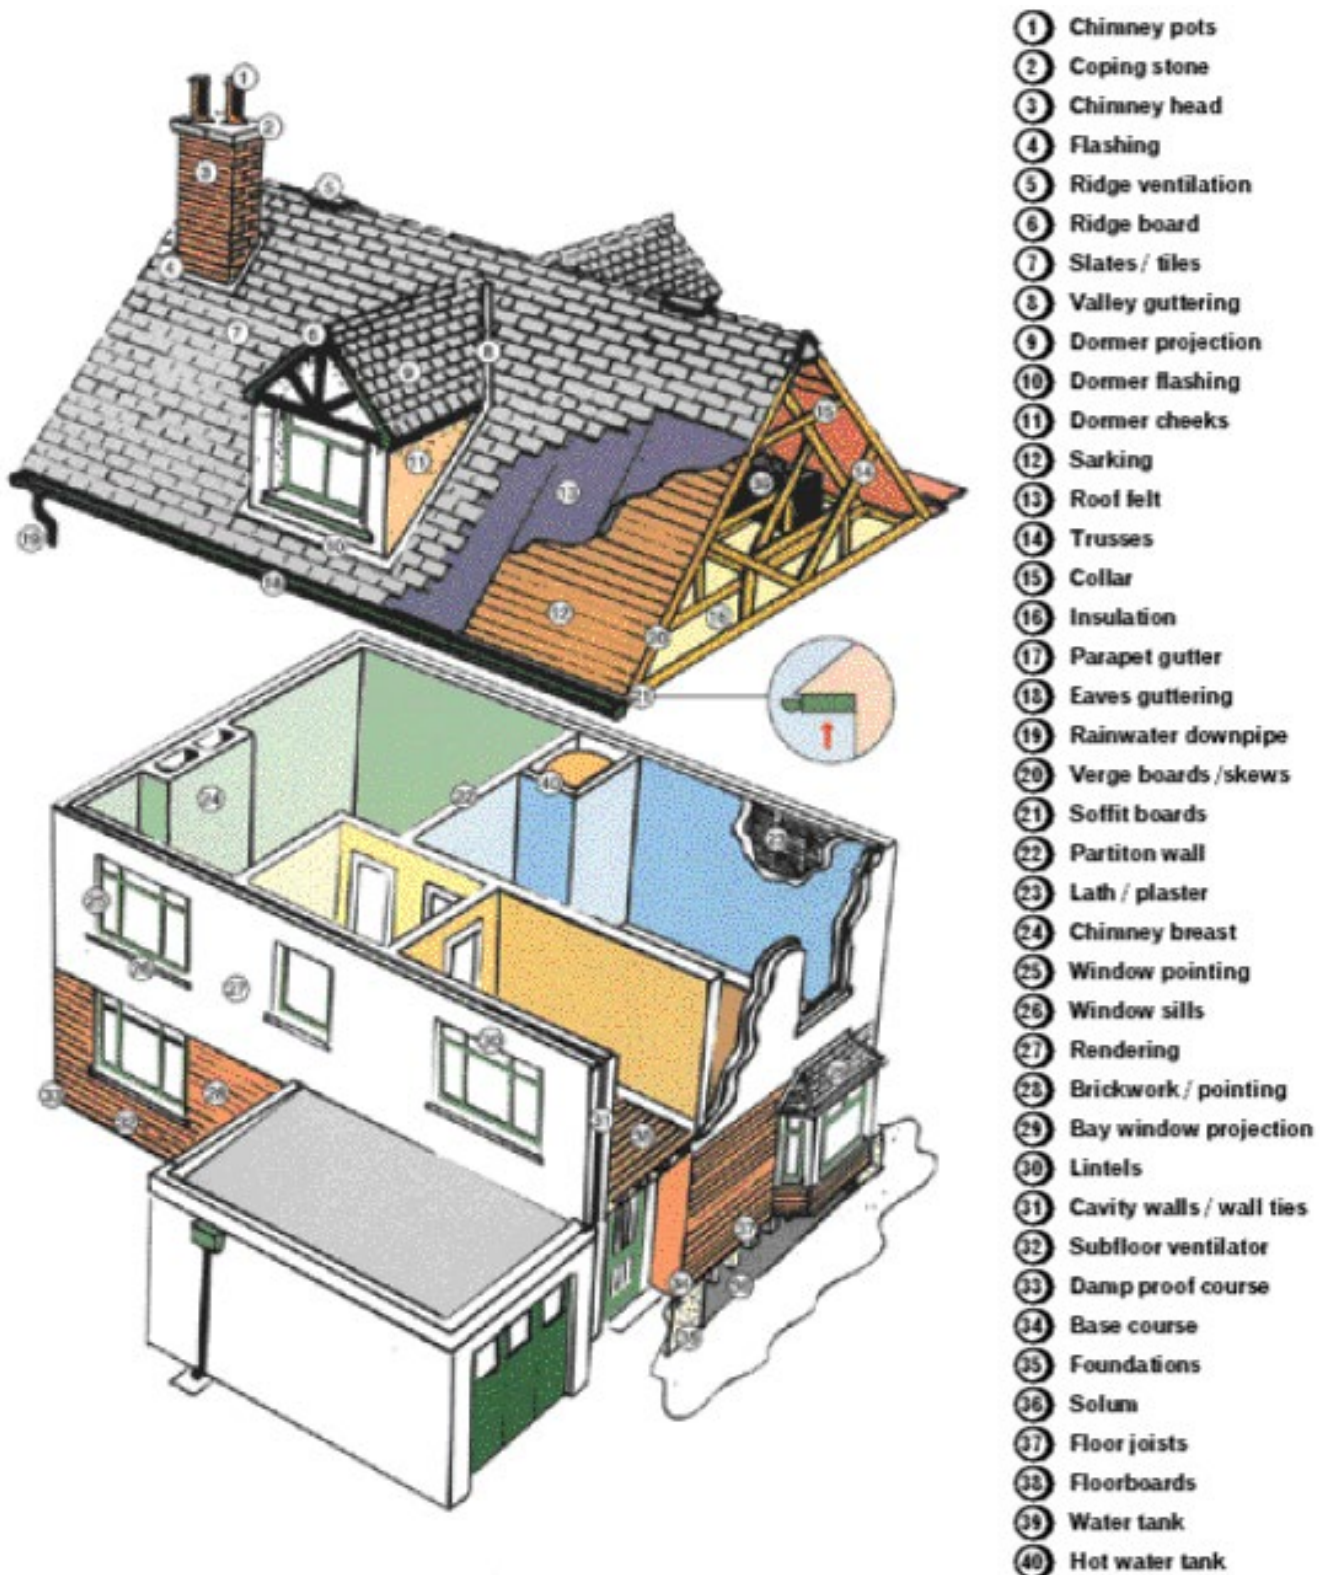 1 Chimney pots
2 Coping stone
3 Chimney head
4 Flashing
5 Ridge ventilation
6 Ridge board
7 Slates / tiles
8 Valley guttering
9 Dormer projection
10 Dormer flashing
11 Dormer cheeks
12 Sarking
13 Roof felt
14 Trusses
15 Collar
16 Insulation
17 Parapet gutter
18 Eaves guttering
19 Rainwater downpipe
20 Verge boards / skews
21 Soffit boards
22 Partiton wall
23 Lath / plaster
24 Chimney breast
25 Window pointing
26 Window sills
27 Rendering
28 Brickwork / pointing
29 Bay window projection
30 Lintels
31 Cavity walls / wall ties
32 Subfloor ventilator
33 Damp proof course
34 Base course
35 Foundations
36 Solum
37 Floor joists
38 Floorboards
39 Water tank
40 Hot water tank